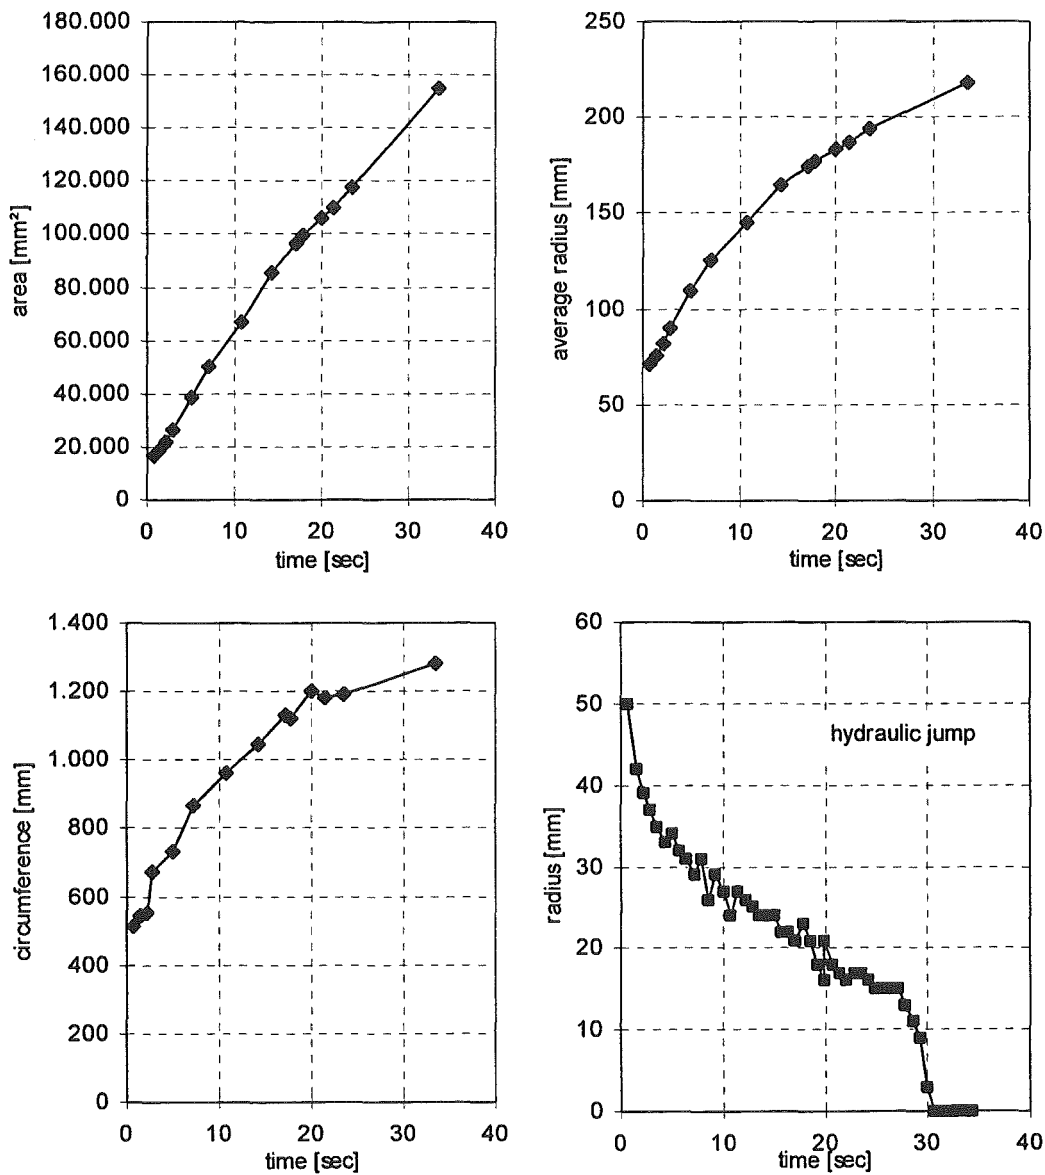 180.000
160.000
140.000
120.000
100.000
80.000
60.000
40.000
20.000
0
area [mm²]
0 10 20 30 40
time [sec]
250
200
150
100
50
0
average radius [mm]
0 10 20 30 40
time [sec]
1.400
1.200
1.000
800
600
400
200
0
circumference [mm]
0 10 20 30 40
time [sec]
60
50
40
30
20
10
0
radius [mm]
hydraulic jump
0 10 20 30 40
time [sec]